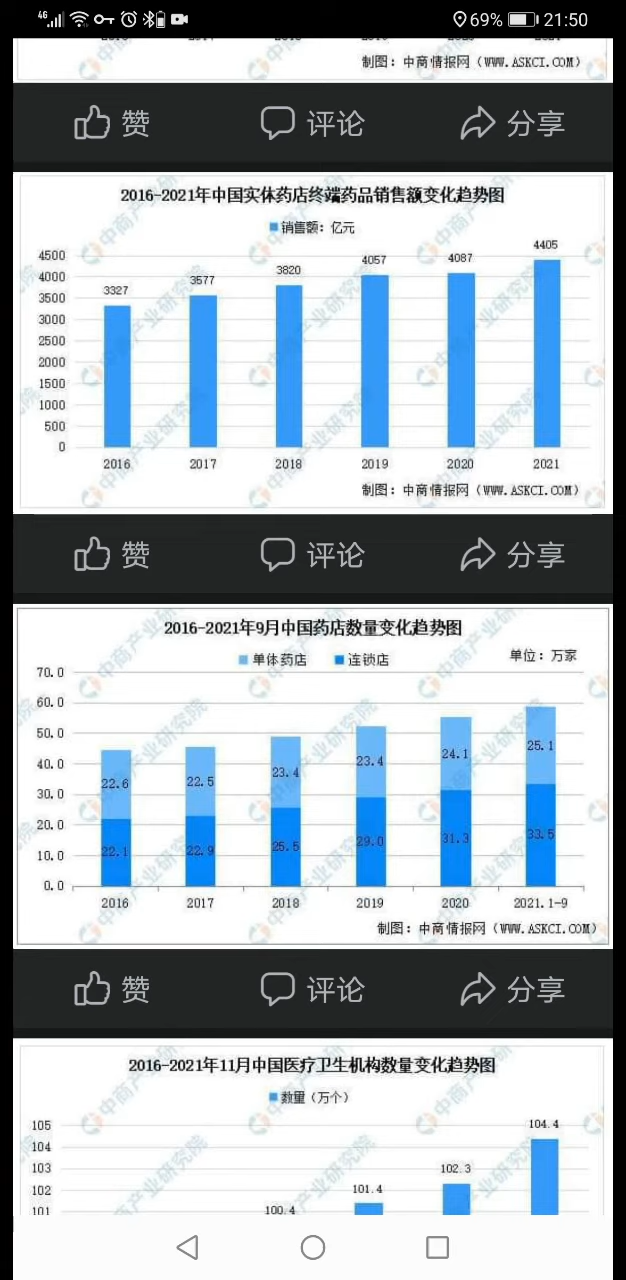 4G 69% 21:50
制图：中商情报网（WWW.ASKCI.COM）
赞 评论 分享
2016-2021年中国实体药店终端药品销售额变化趋势图
销售额：亿元
4500
4000
3500
3000
2500
2000
1500
1000
500
0
3327 3577 3820 4057 4087 4405
2016 2017 2018 2019 2020 2021
制图：中商情报网（WWW.ASKCI.COM）
赞 评论 分享
2016-2021年9月中国药店数量变化趋势图
单体药店 连锁店 单位：万家
70.0
60.0
50.0
40.0
30.0
20.0
10.0
0.0
22.6 22.5 23.4 23.4 24.1 25.1
22.1 22.9 25.5 29.0 31.3 33.5
2016 2017 2018 2019 2020 2021.1-9
制图：中商情报网（WWW.ASKCI.COM）
赞 评论 分享
2016-2021年11月中国医疗卫生机构数量变化趋势图
数量（万个）
105
104
103
102
101
100.4 101.4 102.3 104.4
中商产业研究院